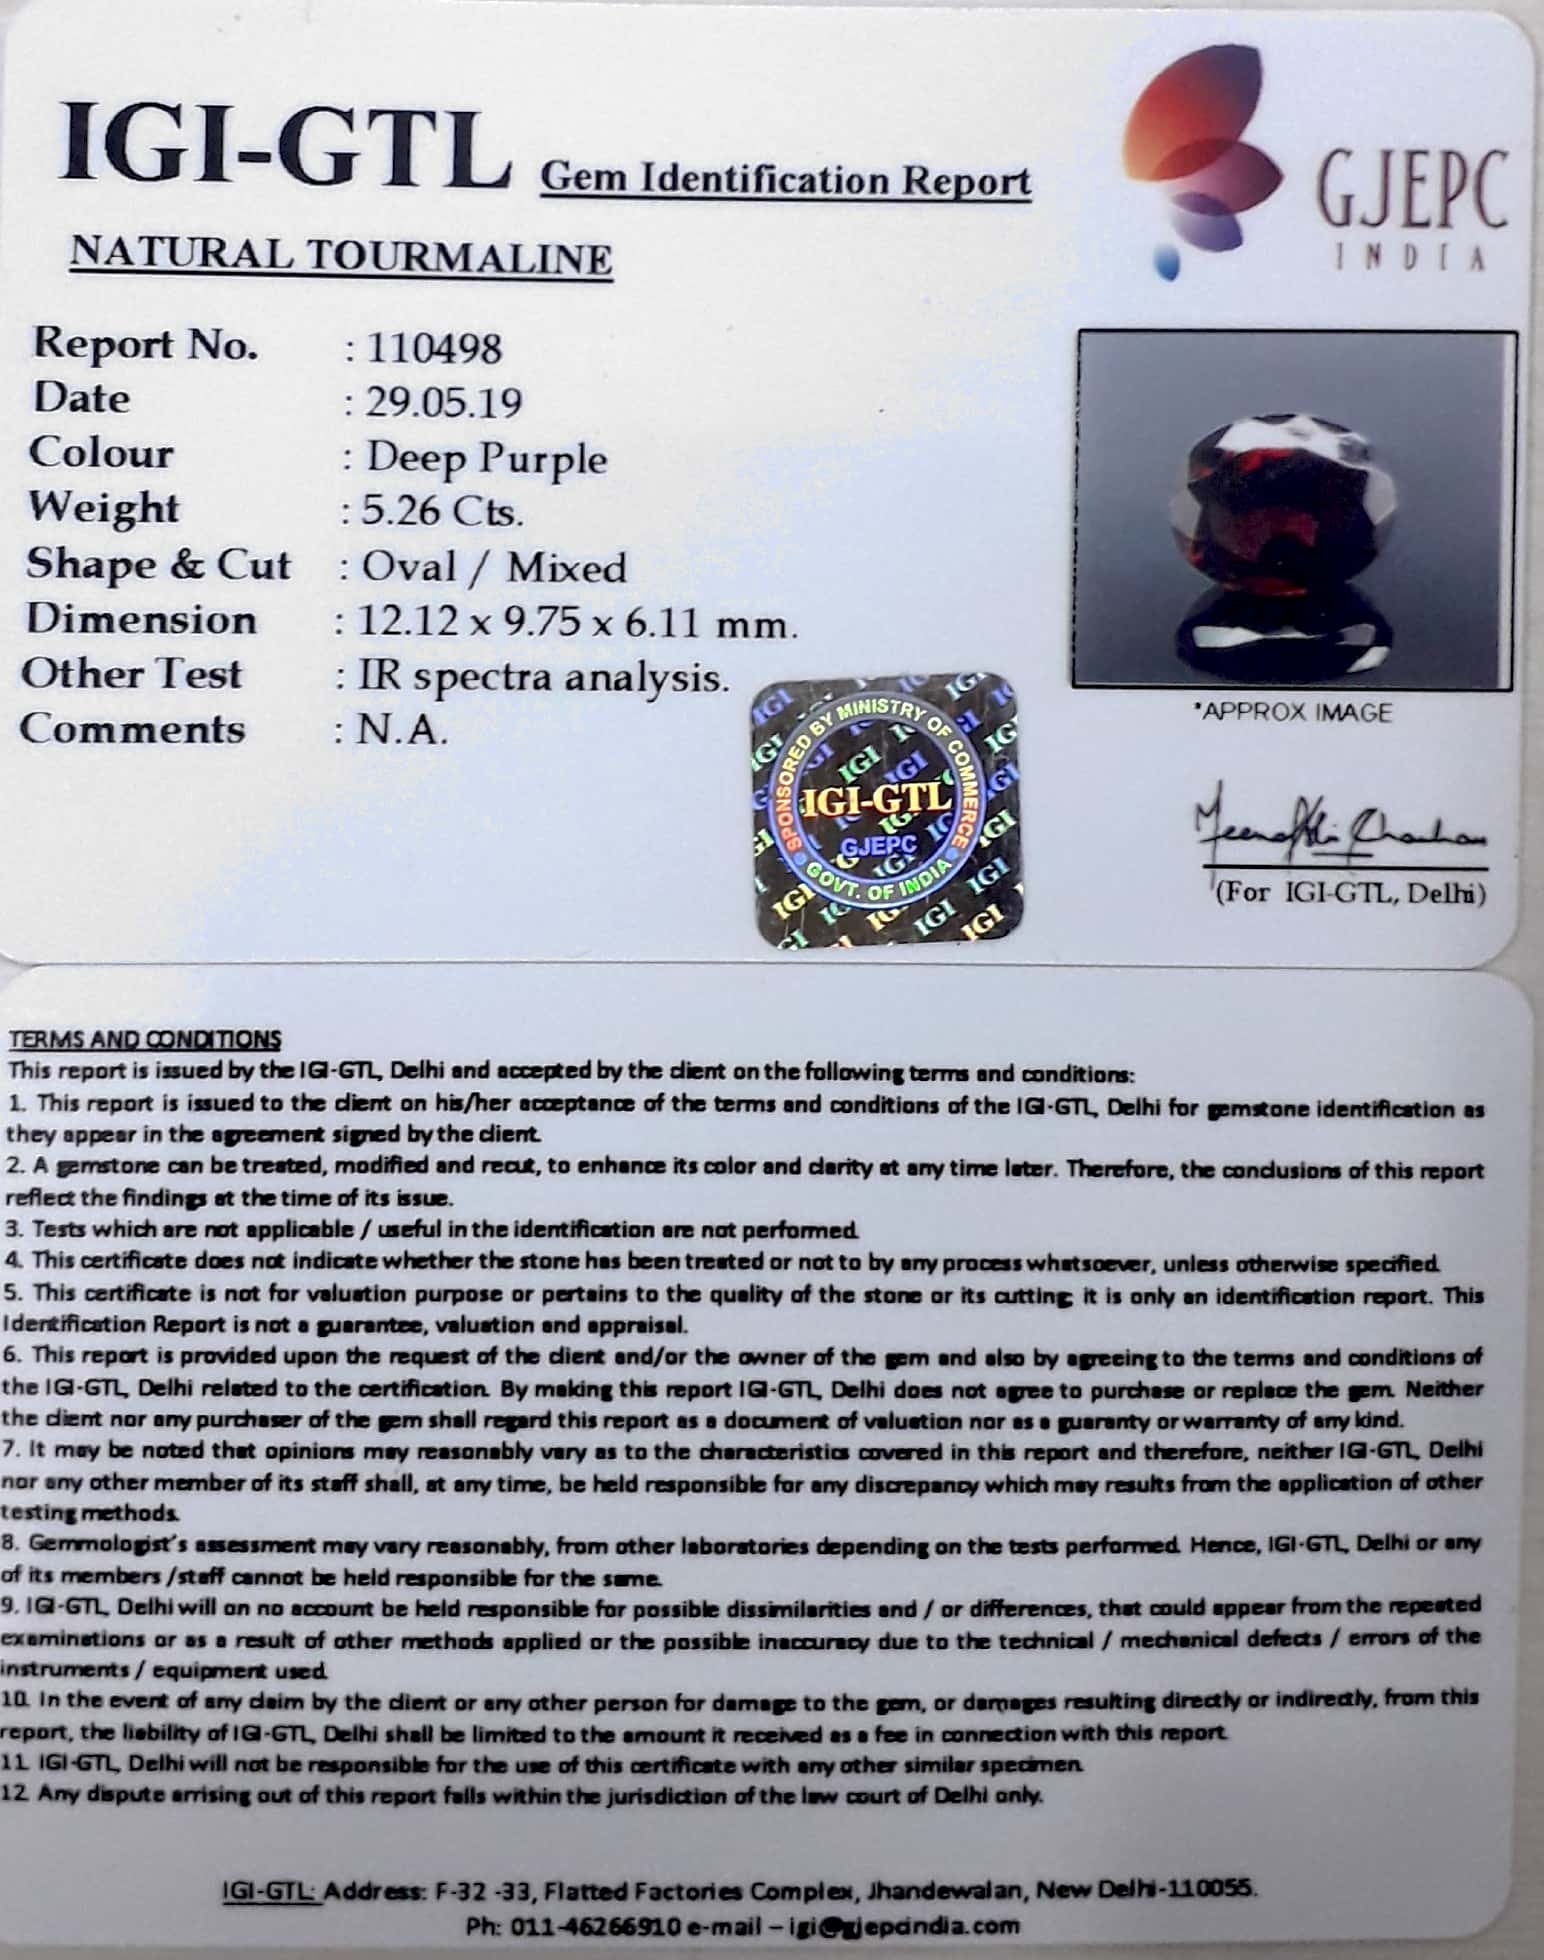 IGI-GTL Gem Identification Report
GJEPC
INDIA
NATURAL TOURMALINE
Report No. : 110498
Date : 29.05.19
Colour : Deep Purple
Weight : 5.26 Cts.
Shape & Cut : Oval / Mixed
Dimension : 12.12 x 9.75 x 6.11 mm.
Other Test : IR spectra analysis.
Comments : N.A.
*APPROX IMAGE
SPONSORED BY MINISTRY OF COMMERCE
IGI-GTL
GJEPC
GOVT. OF INDIA
Meenakshi Chauhan
(For IGI-GTL, Delhi)
TERMS AND CONDITIONS
This report is issued by the IGI-GTL, Delhi and accepted by the client on the following terms and conditions:
1. This report is issued to the client on his/her acceptance of the terms and conditions of the IGI-GTL, Delhi for gemstone identification as
they appear in the agreement signed by the client.
2. A gemstone can be treated, modified and recut, to enhance its color and clarity at any time later. Therefore, the conclusions of this report
reflect the findings at the time of its issue.
3. Tests which are not applicable / useful in the identification are not performed.
4. This certificate does not indicate whether the stone has been treated or not to by any process whatsoever, unless otherwise specified.
5. This certificate is not for valuation purpose or pertains to the quality of the stone or its cutting; it is only an identification report. This
Identification Report is not a guarantee, valuation and appraisal.
6. This report is provided upon the request of the client and/or the owner of the gem and also by agreeing to the terms and conditions of
the IGI-GTL, Delhi related to the certification. By making this report IGI-GTL, Delhi does not agree to purchase or replace the gem. Neither
the client nor any purchaser of the gem shall regard this report as a document of valuation nor as a guaranty or warranty of any kind.
7. It may be noted that opinions may reasonably vary as to the characteristics covered in this report and therefore, neither IGI-GTL, Delhi
nor any other member of its staff shall, at any time, be held responsible for any discrepancy which may results from the application of other
testing methods.
8. Gemmologist's assessment may vary reasonably, from other laboratories depending on the tests performed. Hence, IGI-GTL, Delhi or any
of its members /staff cannot be held responsible for the same.
9. IGI-GTL, Delhi will on no account be held responsible for possible dissimilarities and / or differences, that could appear from the repeated
examinations or as a result of other methods applied or the possible inaccuracy due to the technical / mechanical defects / errors of the
instruments / equipment used.
10. In the event of any claim by the client or any other person for damage to the gem, or damages resulting directly or indirectly, from this
report, the liability of IGI-GTL, Delhi shall be limited to the amount it received as a fee in connection with this report.
11. IGI-GTL, Delhi will not be responsible for the use of this certificate with any other similar specimen.
12. Any dispute arrising out of this report falls within the jurisdiction of the law court of Delhi only.
IGI-GTL: Address: F-32 -33, Flatted Factories Complex, Jhandewalan, New Delhi-110055.
Ph: 011-46266910 e-mail – igi@gjepcindia.com